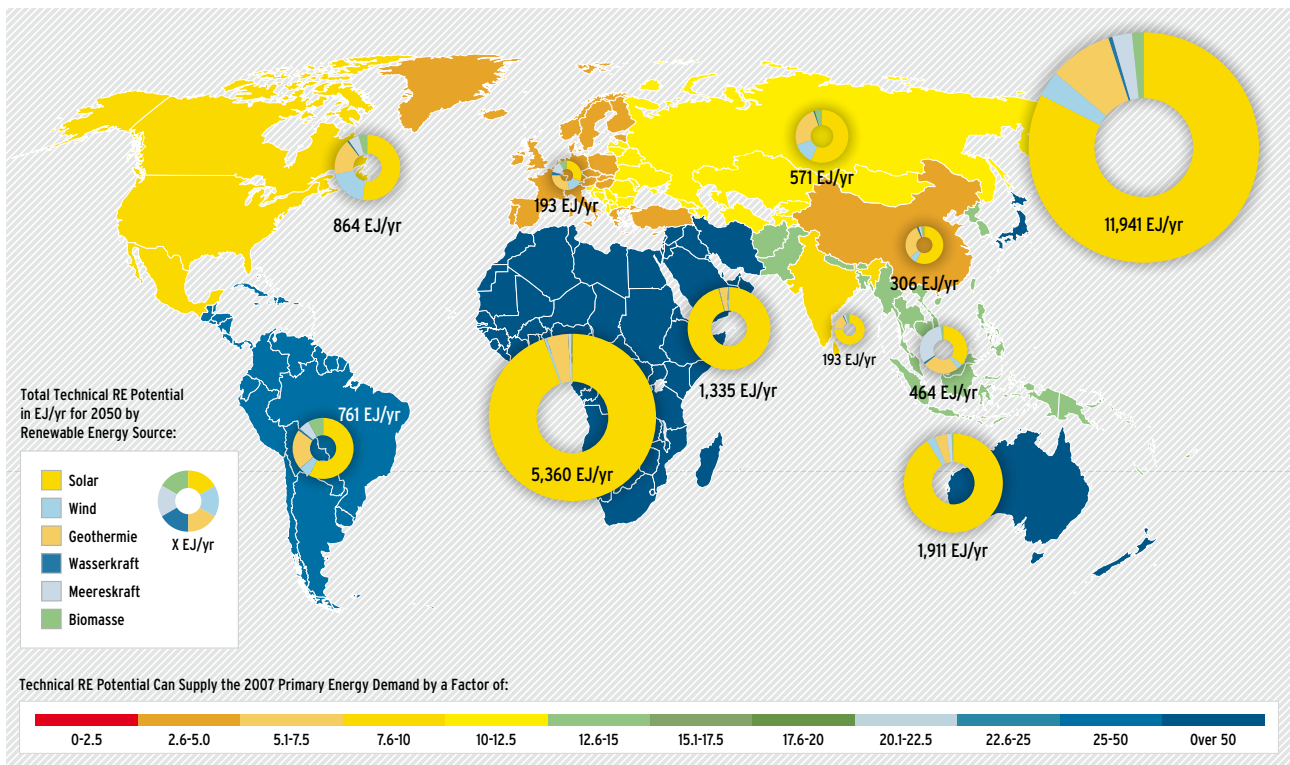 864 EJ/yr
193 EJ/yr
571 EJ/yr
11,941 EJ/yr
306 EJ/yr
1,335 EJ/yr
193 EJ/yr
464 EJ/yr
761 EJ/yr
5,360 EJ/yr
1,911 EJ/yr
Total Technical RE Potential
in EJ/yr for 2050 by
Renewable Energy Source:
Solar
Wind
Geothermie
Wasserkraft
Meereskraft
Biomasse
X EJ/yr
Technical RE Potential Can Supply the 2007 Primary Energy Demand by a Factor of:
0-2.5
2.6-5.0
5.1-7.5
7.6-10
10-12.5
12.6-15
15.1-17.5
17.6-20
20.1-22.5
22.6-25
25-50
Over 50